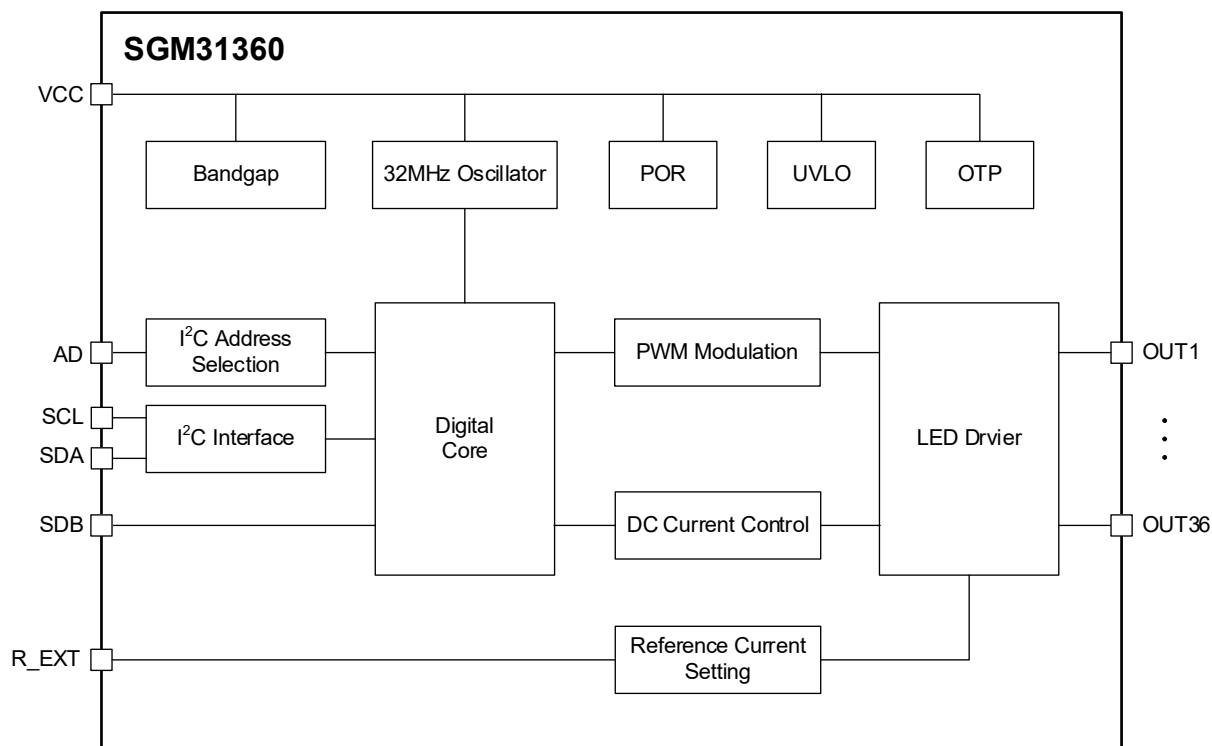 SGM31360
VCC
Bandgap
32MHz Oscillator
POR
UVLO
OTP
AD
I²C Address
Selection
PWM Modulation
OUT1
SCL
SDA
I²C Interface
Digital
Core
LED Drvier
SDB
DC Current Control
OUT36
R_EXT
Reference Current
Setting